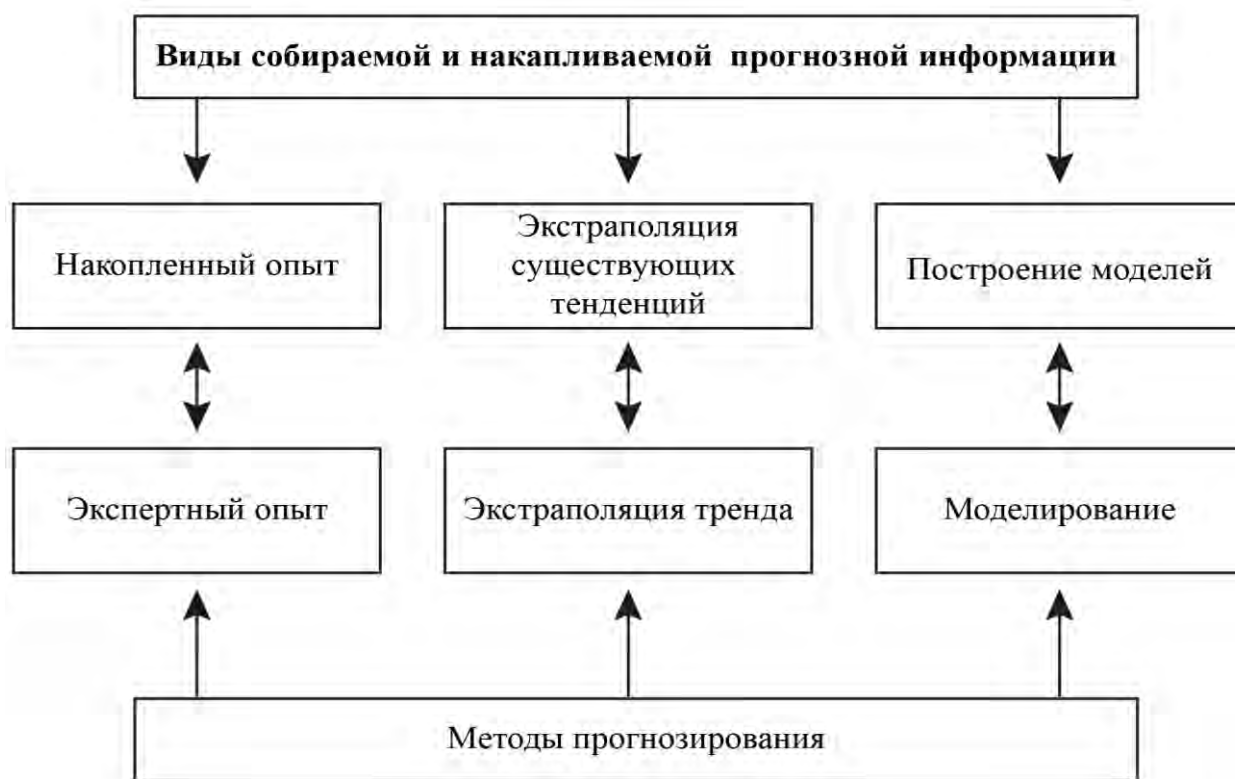 Виды собираемой и накапливаемой прогнозной информации
Накопленный опыт
Экстраполяция
существующих
тенденций
Построение моделей
Экспертный опыт
Экстраполяция тренда
Моделирование
Методы прогнозирования